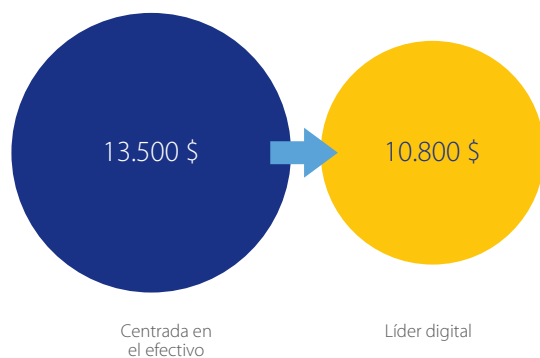 13.500 $
10.800 $
Centrada en
el efectivo
Líder digital